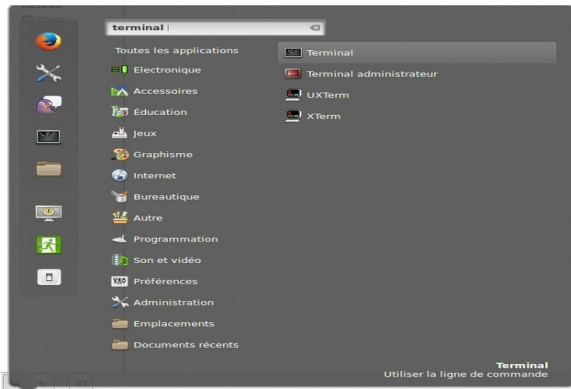 terminal
Toutes les applications
Electronique
Accessoires
Éducation
Jeux
Graphisme
Internet
Bureautique
Autre
Programmation
Son et vidéo
Préférences
Administration
Emplacements
Documents récents
Terminal
Terminal administrateur
UXTerm
XTerm
Terminal
Utiliser la ligne de commande